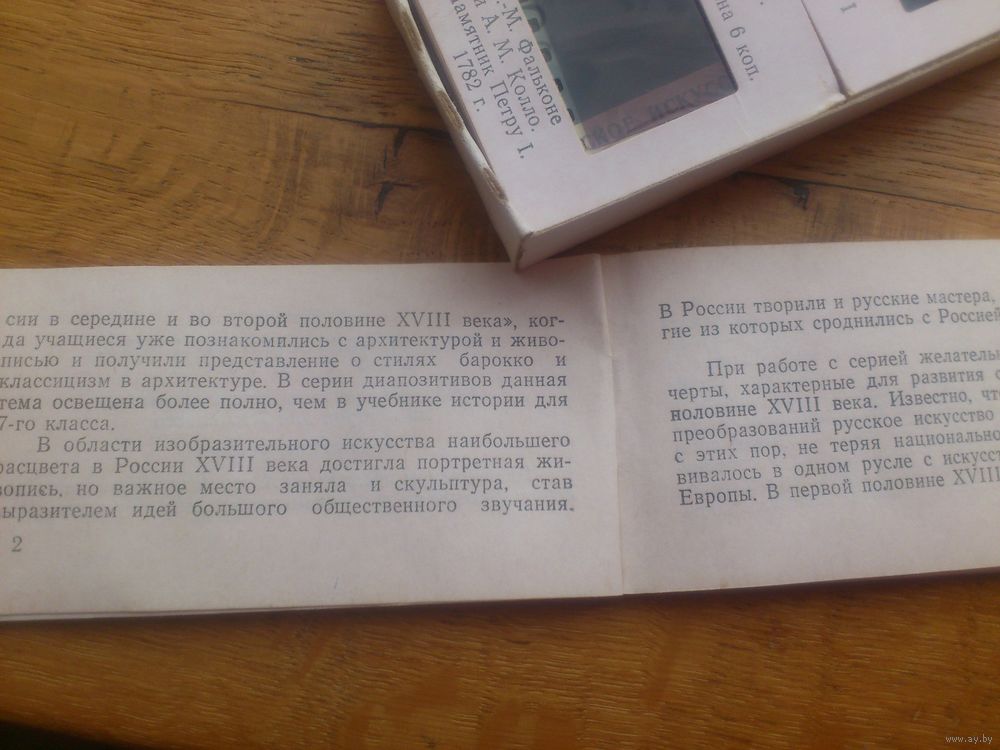 .-М. Фальконе
и А. М. Колло.
Памятник Петру I.
1782 г.
на 6 коп.
I
НОЕ ИСКУСС
сии в середине и во второй половине XVIII века», ког-
да учащиеся уже познакомились с архитектурой и живо-
писью и получили представление о стилях барокко и
классицизм в архитектуре. В серии диапозитивов данная
тема освещена более полно, чем в учебнике истории для
7-го класса.
В области изобразительного искусства наибольшего
расцвета в России XVIII века достигла портретная жи-
вопись, но важное место заняла и скульптура, став
выразителем идей большого общественного звучания.
2
В России творили и русские мастера,
гие из которых сроднились с Россией
При работе с серией желательн
черты, характерные для развития
половине XVIII века. Известно, чт
преобразований русское искусство
с этих пор, не теряя национально
вивалось в одном русле с искусст
Европы. В первой половине XVIII
www.ay.by